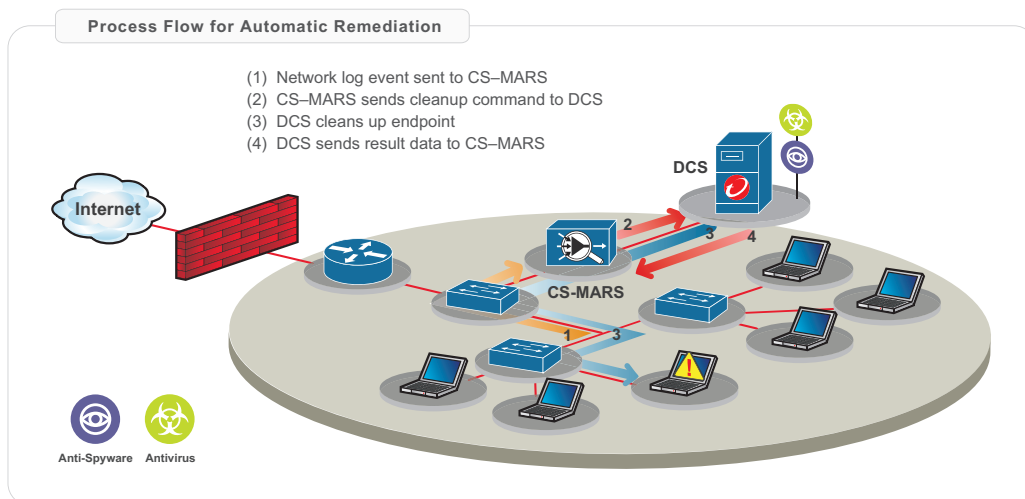 Process Flow for Automatic Remediation
(1) Network log event sent to CS–MARS
(2) CS–MARS sends cleanup command to DCS
(3) DCS cleans up endpoint
(4) DCS sends result data to CS–MARS
DCS
Internet
2
3
4
CS-MARS
1
3
!
Anti-Spyware
Antivirus